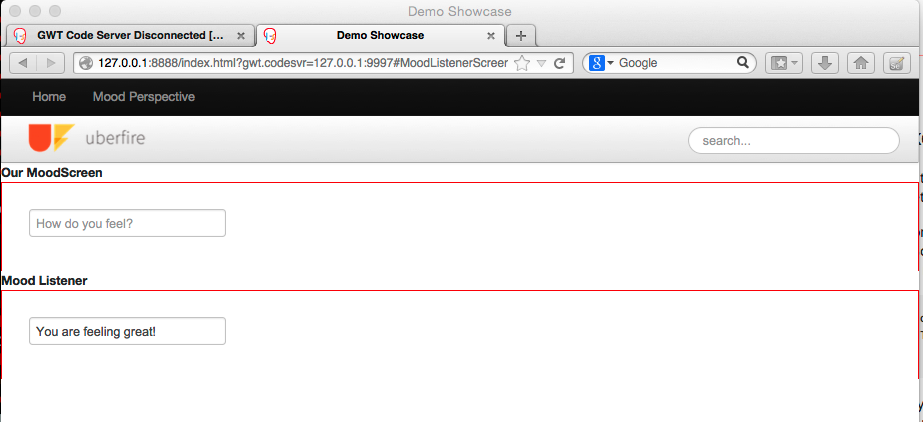 Demo Showcase
GWT Code Server Disconnected [...
Demo Showcase
127.0.0.1:8888/index.html?gwt.codesvr=127.0.0.1:9997#MoodListenerScreen
Google
Home Mood Perspective
uberfire
search...
Our MoodScreen
How do you feel?
Mood Listener
You are feeling great!